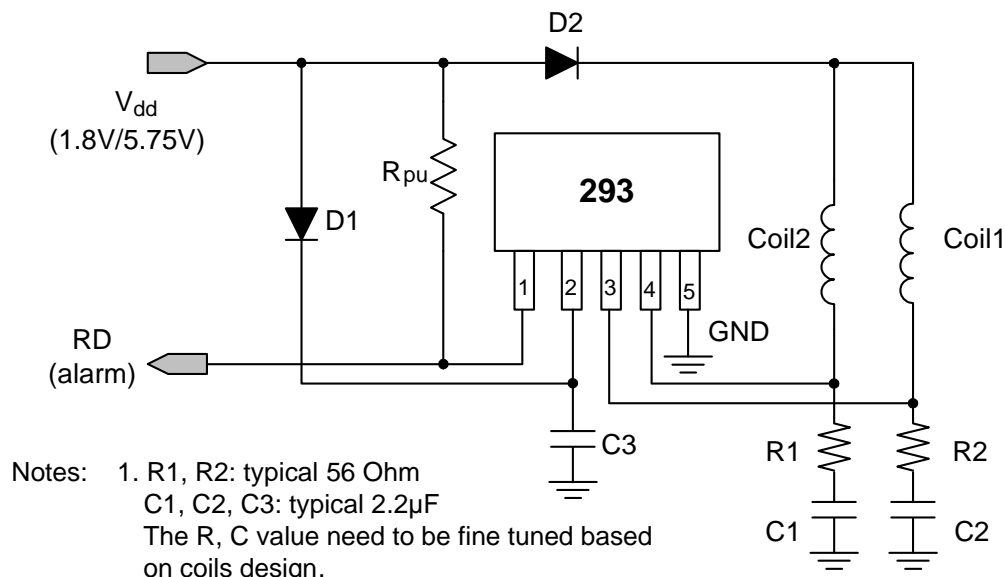 D2
Vdd
(1.8V/5.75V)
Rpu
293
D1
Coil2
Coil1
1 2 3 4 5
GND
RD
(alarm)
C3
R1
R2
C1
C2
Notes: 1. R1, R2: typical 56 Ohm
C1, C2, C3: typical 2.2µF
The R, C value need to be fine tuned based
on coils design.